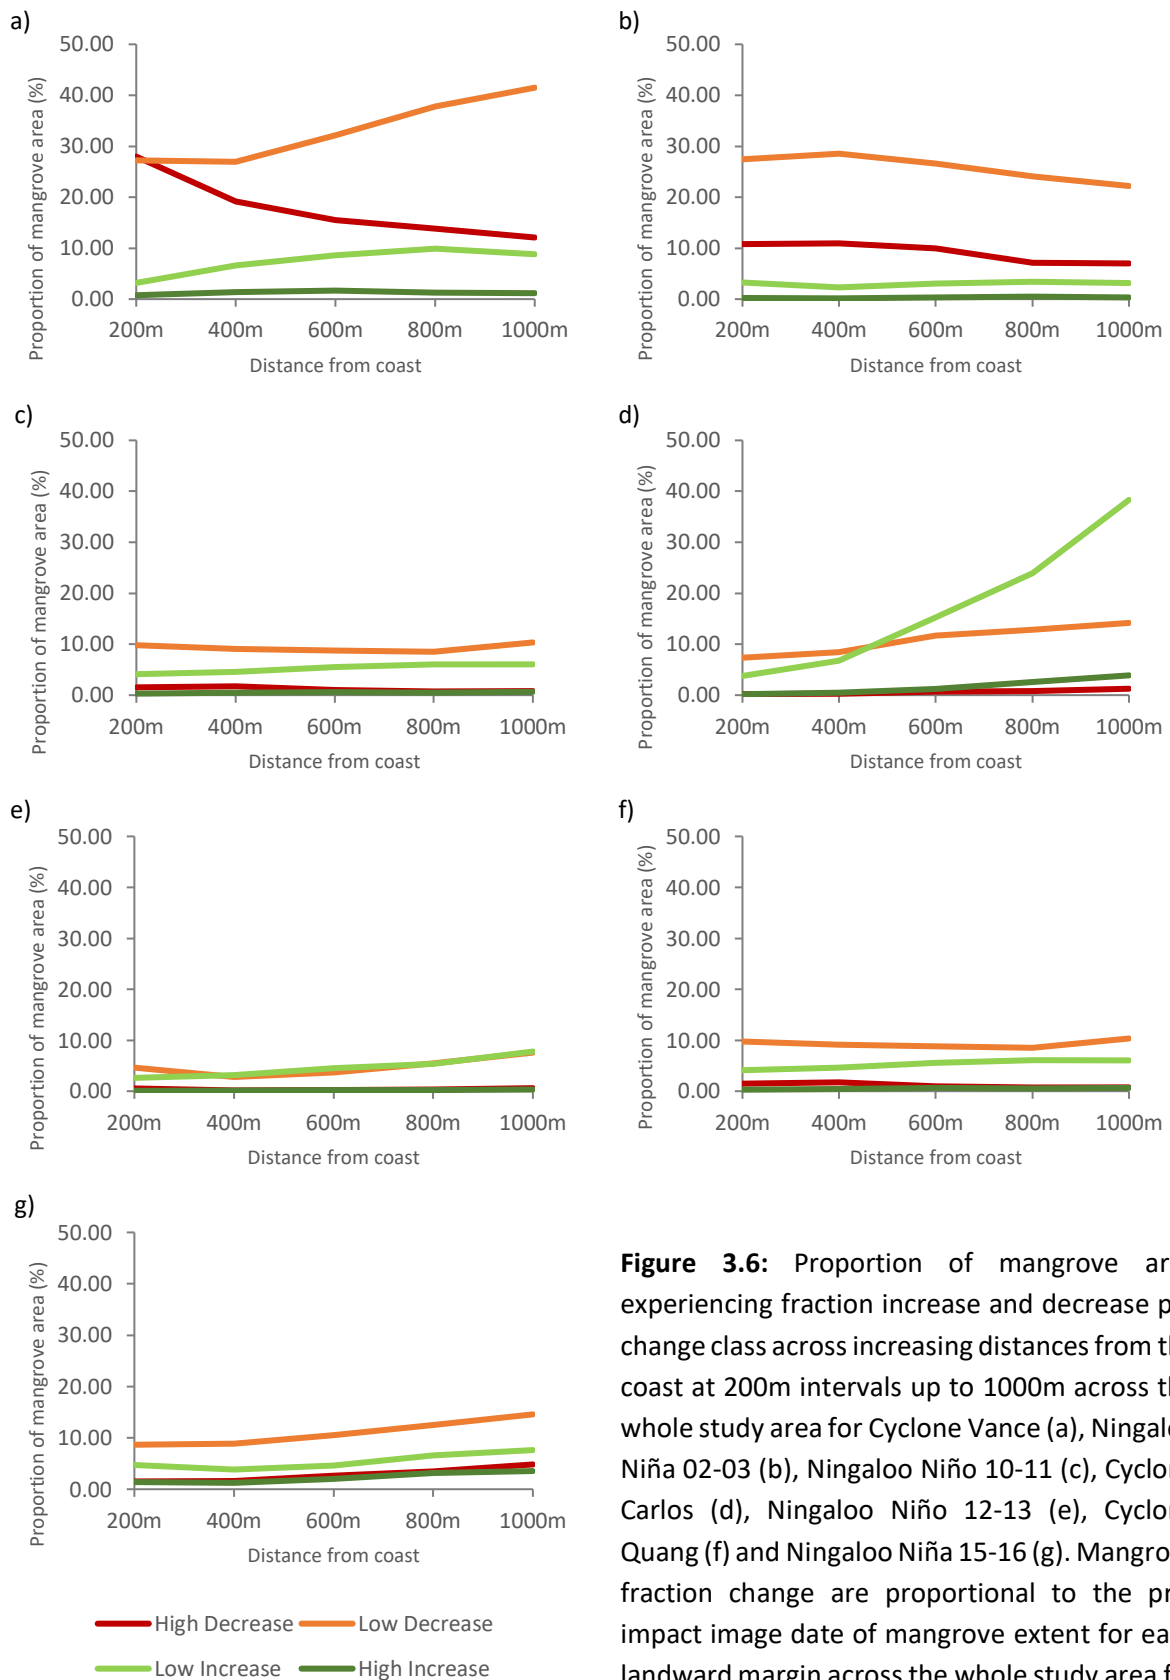 a)
50.00
40.00
30.00
20.00
10.00
0.00
Proportion of mangrove area (%)
200m 400m 600m 800m 1000m
Distance from coast
b)
50.00
40.00
30.00
20.00
10.00
0.00
Proportion of mangrove area (%)
200m 400m 600m 800m 1000m
Distance from coast
c)
50.00
40.00
30.00
20.00
10.00
0.00
Proportion of mangrove area (%)
200m 400m 600m 800m 1000m
Distance from coast
d)
50.00
40.00
30.00
20.00
10.00
0.00
Proportion of mangrove area (%)
200m 400m 600m 800m 1000m
Distance from coast
e)
50.00
40.00
30.00
20.00
10.00
0.00
Proportion of mangrove area (%)
200m 400m 600m 800m 1000m
Distance from coast
f)
50.00
40.00
30.00
20.00
10.00
0.00
Proportion of mangrove area (%)
200m 400m 600m 800m 1000m
Distance from coast
g)
50.00
40.00
30.00
20.00
10.00
0.00
Proportion of mangrove area (%)
200m 400m 600m 800m 1000m
Distance from coast
High Decrease Low Decrease
Low Increase High Increase
Figure 3.6: Proportion of mangrove
experiencing fraction increase and decrease
change class across increasing distances from
coast at 200m intervals up to 1000m across
whole study area for Cyclone Vance (a),
Niña 02-03 (b), Ningaloo Niño 10-11 (c),
Carlos (d), Ningaloo Niño 12-13 (e),
Quang (f) and Ningaloo Niña 15-16 (g).
fraction change are proportional to the
impact image date of mangrove extent for
landward margin across the whole study area